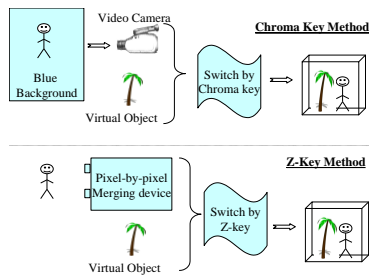 Video Camera
Chroma Key Method
Blue
Background
Switch by
Chroma key
Virtual Object
Z-Key Method
Pixel-by-pixel
Merging device
Switch by
Z-key
Virtual Object